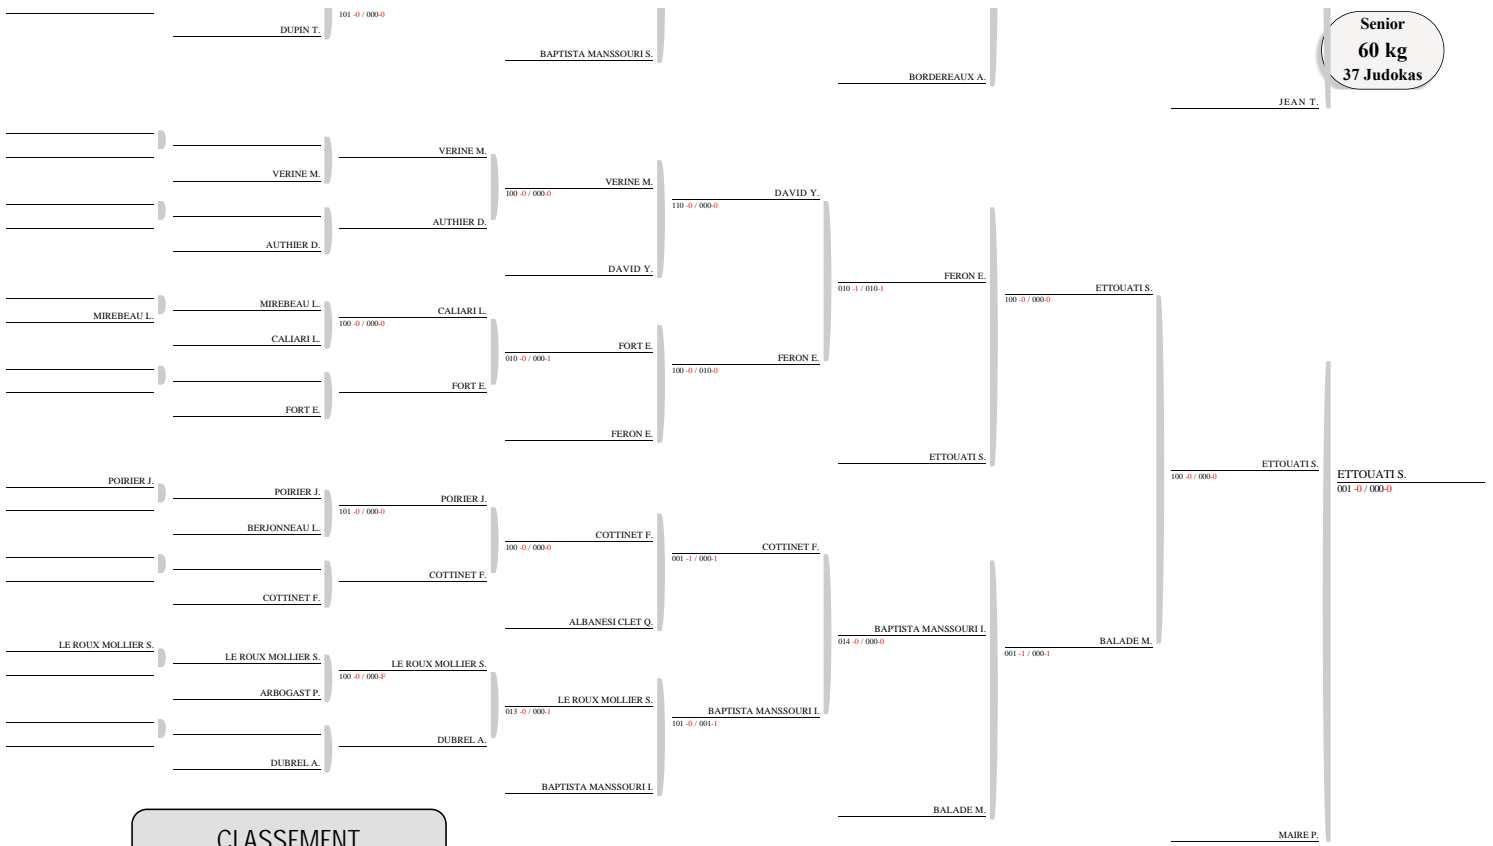 101 -0 / 000-0
DUPIN T.
BAPTISTA MANSSOURI S.
BORDEREAUX A.
JEAN T.
Senior
60 kg
37 Judokas
VERINE M.
VERINE M.
VERINE M.
100 -0 / 000-0
DAVID Y.
110 -0 / 000-0
AUTHIER D.
AUTHIER D.
DAVID Y.
FERON E.
010 -1 / 010-1
ETTOUATI S.
100 -0 / 000-0
MIREBEAU L.
MIREBEAU L.
CALIARI L.
100 -0 / 000-0
CALIARI L.
FORT E.
010 -0 / 000-1
FERON E.
100 -0 / 010-0
FORT E.
FORT E.
FERON E.
ETTOUATI S.
ETTOUATI S.
100 -0 / 000-0
ETTOUATI S.
001 -0 / 000-0
POIRIER J.
POIRIER J.
POIRIER J.
101 -0 / 000-0
BERJONNEAU L.
COTTINET F.
100 -0 / 000-0
COTTINET F.
001 -1 / 000-1
COTTINET F.
COTTINET F.
ALBANESI CLET Q.
BAPTISTA MANSSOURI I.
014 -0 / 000-0
BALADE M.
001 -1 / 000-1
LE ROUX MOLLIER S.
LE ROUX MOLLIER S.
LE ROUX MOLLIER S.
100 -0 / 000-F
ARBOGAST P.
LE ROUX MOLLIER S.
013 -0 / 000-1
BAPTISTA MANSSOURI I.
101 -0 / 001-1
DUBREL A.
DUBREL A.
BAPTISTA MANSSOURI I.
BALADE M.
MAIRE P.
CLASSEMENT